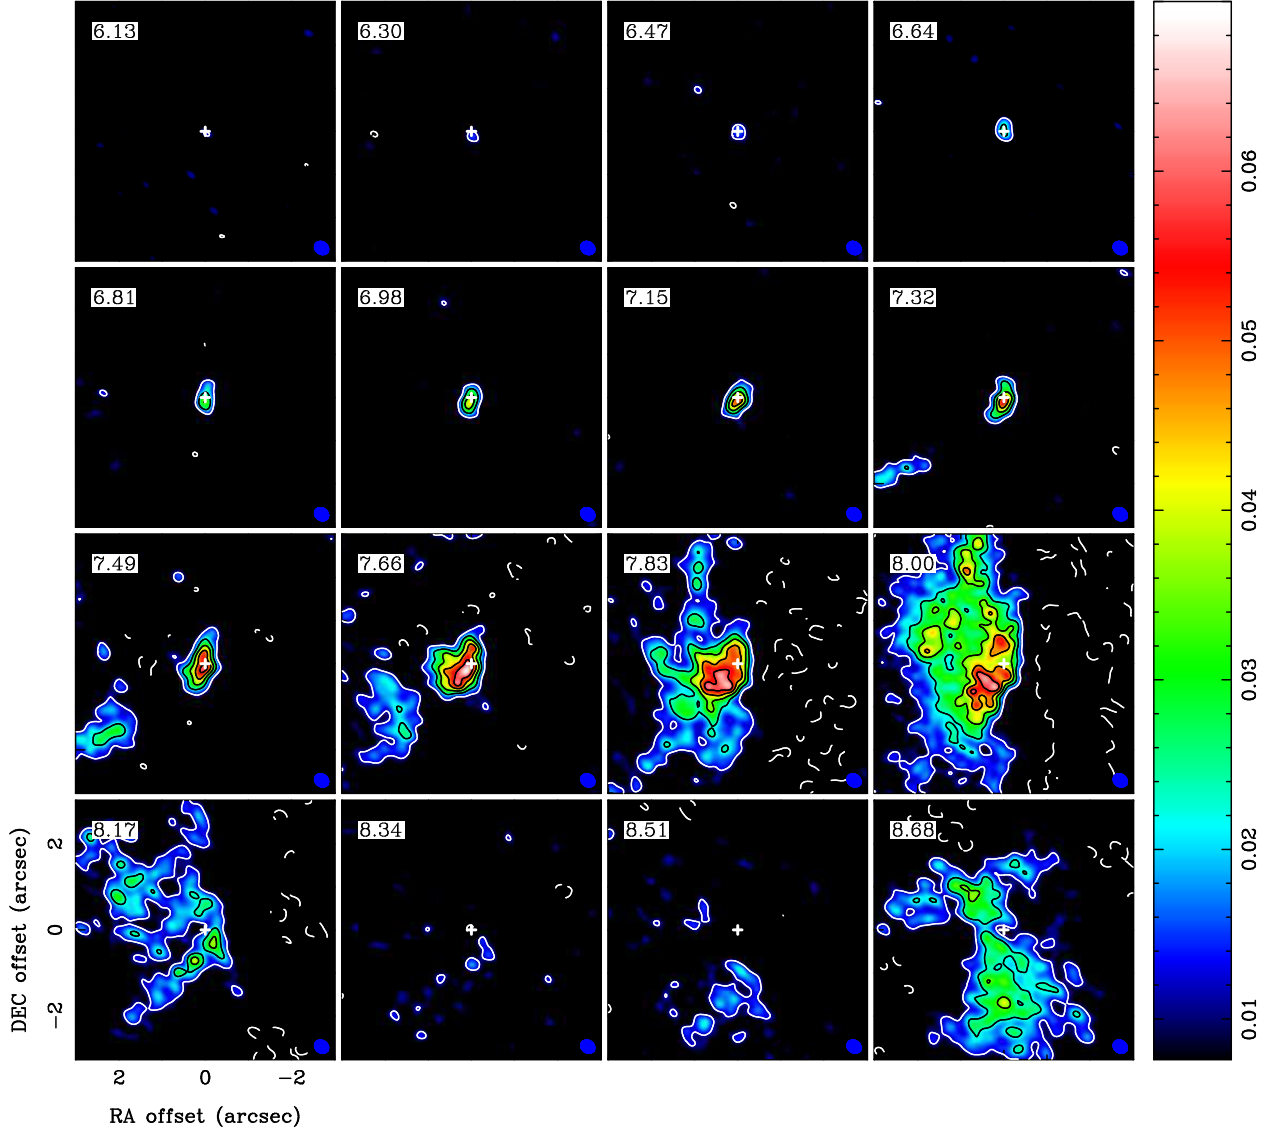 6.13 6.30 6.47 6.64
6.81 6.98 7.15 7.32
7.49 7.66 7.83 8.00
8.17 8.34 8.51 8.68
0.06
0.05
0.04
0.03
0.02
0.01
DEC offset (arcsec)
2
0
−2
2 0 −2
RA offset (arcsec)